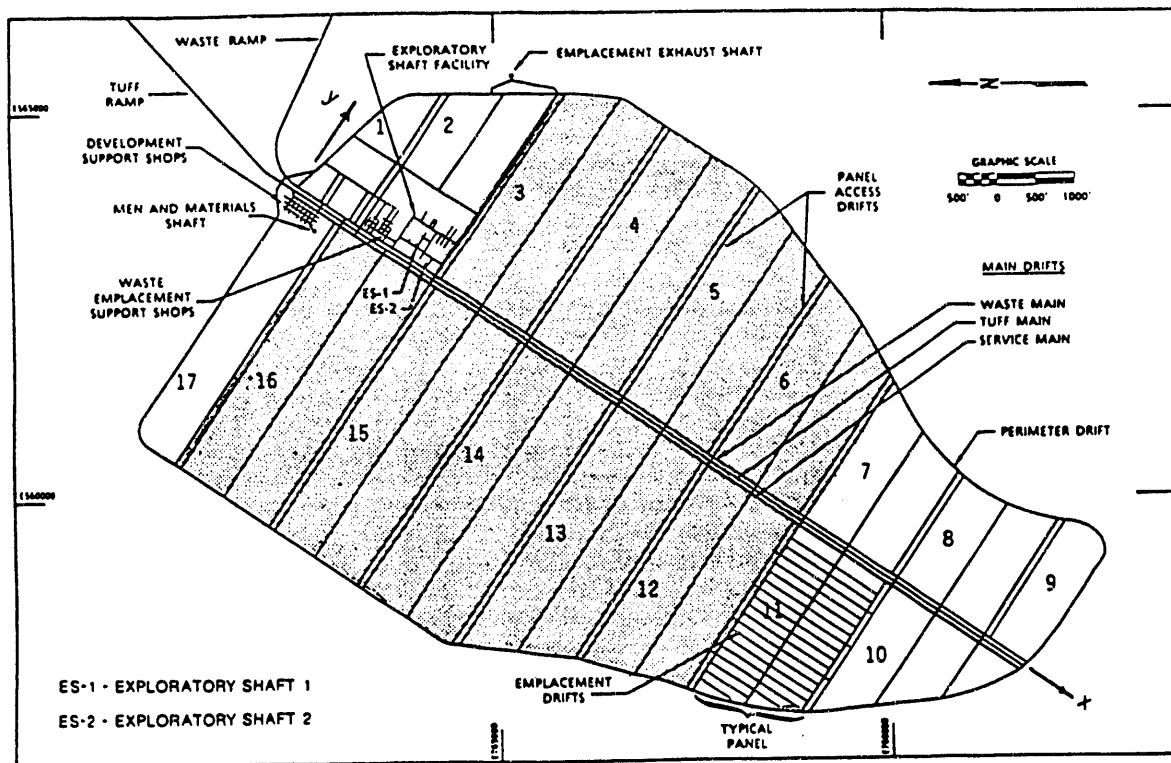 WASTE RAMP
EXPLORATORY
SHAFT FACILITY
EMPLACEMENT EXHAUST SHAFT
TUFF
RAMP
y
N
E565000
1
2
DEVELOPMENT
SUPPORT SHOPS
GRAPHIC SCALE
500' 0 500' 1000'
3
PANEL
ACCESS
DRIFTS
MEN AND MATERIALS
SHAFT
4
MAIN DRIFTS
WASTE
EMPLACEMENT
SUPPORT SHOPS
ES-1
ES-2
5
WASTE MAIN
TUFF MAIN
SERVICE MAIN
17
16
6
15
14
7
PERIMETER DRIFT
E560000
13
8
12
9
11
10
EMPLACEMENT
DRIFTS
ES-1 - EXPLORATORY SHAFT 1
ES-2 - EXPLORATORY SHAFT 2
x
TYPICAL
PANEL